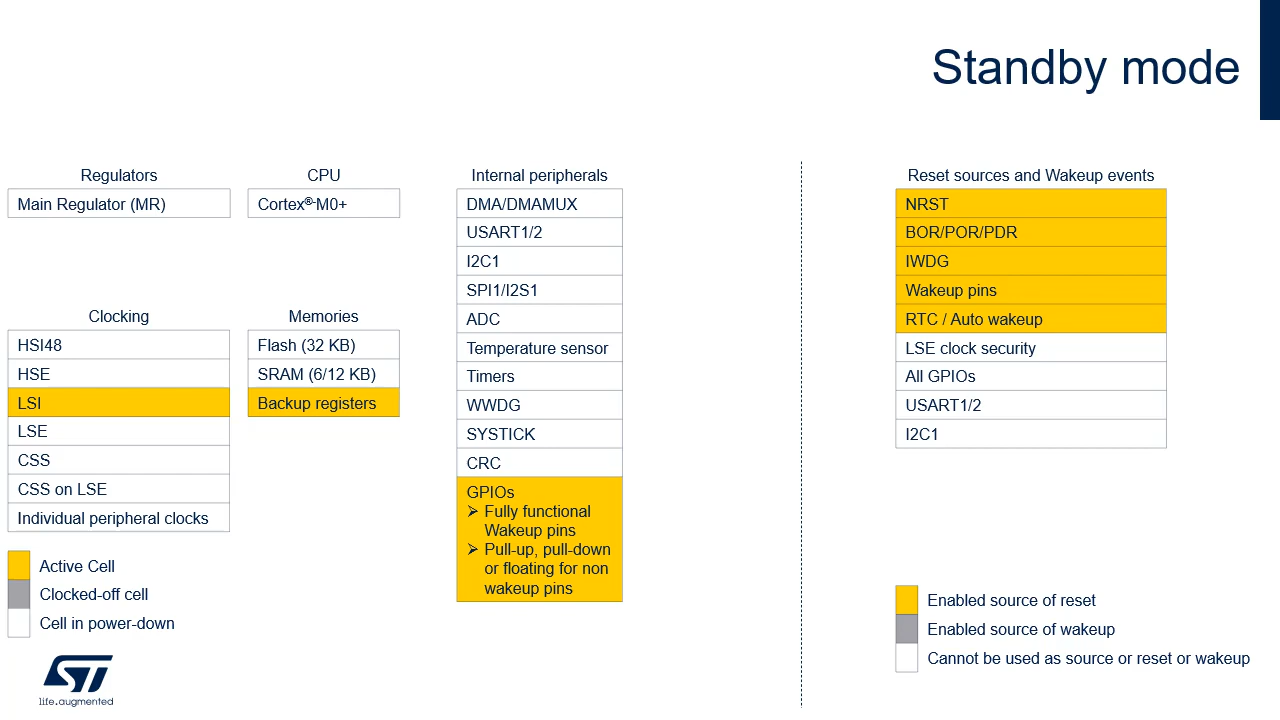 Standby mode
Regulators
Main Regulator (MR)
CPU
Cortex®-M0+
Clocking
HSI48
HSE
LSI
LSE
CSS
CSS on LSE
Individual peripheral clocks
Memories
Flash (32 KB)
SRAM (6/12 KB)
Backup registers
Internal peripherals
DMA/DMAMUX
USART1/2
I2C1
SPI1/I2S1
ADC
Temperature sensor
Timers
WWDG
SYSTICK
CRC
GPIOs
➢ Fully functional
Wakeup pins
➢ Pull-up, pull-down
or floating for non
wakeup pins
Active Cell
Clocked-off cell
Cell in power-down
Reset sources and Wakeup events
NRST
BOR/POR/PDR
IWDG
Wakeup pins
RTC / Auto wakeup
LSE clock security
All GPIOs
USART1/2
I2C1
Enabled source of reset
Enabled source of wakeup
Cannot be used as source or reset or wakeup
ST
life.augmented